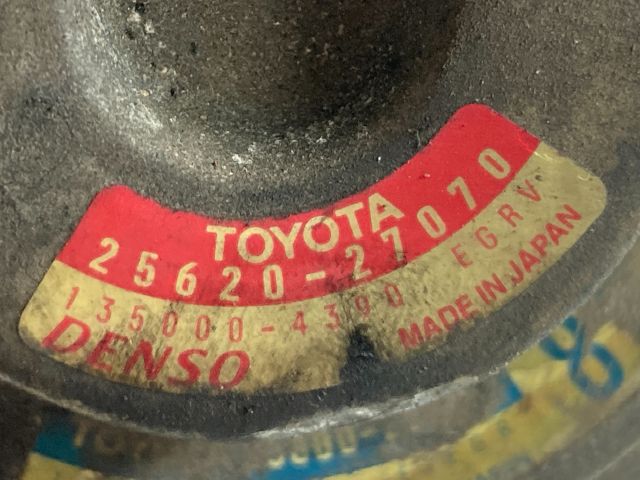 TOYOTA
25620-27070
135000-4390 EGRV
DENSO MADE IN JAPAN